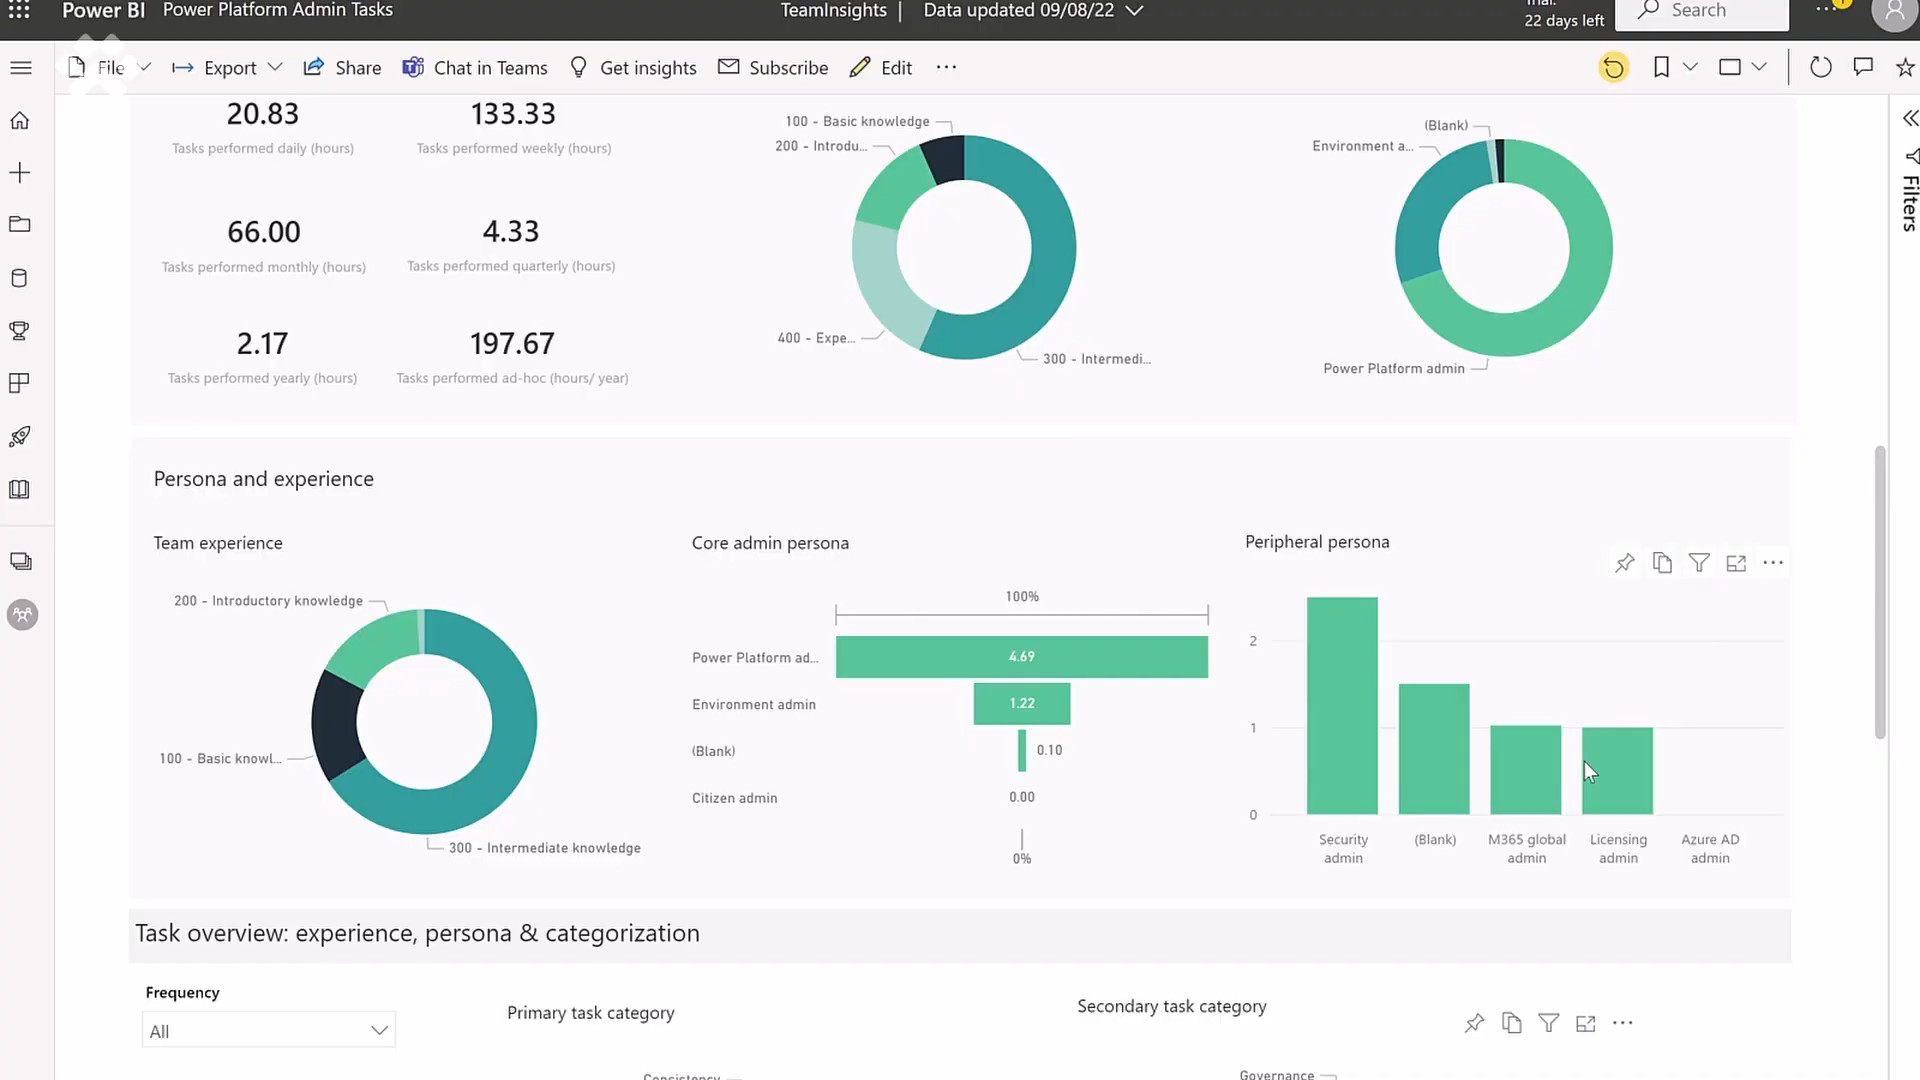 Power BI Power Platform Admin Tasks
TeamInsights | Data updated 09/08/22
22 days left
Search
File Export Share Chat in Teams Get insights Subscribe Edit ...
20.83 133.33
Tasks performed daily (hours) Tasks performed weekly (hours)
66.00 4.33
Tasks performed monthly (hours) Tasks performed quarterly (hours)
2.17 197.67
Tasks performed yearly (hours) Tasks performed ad-hoc (hours/ year)
100 - Basic knowledge
200 - Introdu...
400 - Expe...
300 - Intermedi...
(Blank)
Environment a...
Power Platform admin
Filters
Persona and experience
Team experience
200 - Introductory knowledge
100 - Basic knowl...
300 - Intermediate knowledge
Core admin persona
100%
Power Platform ad... 4.69
Environment admin 1.22
(Blank) 0.10
Citizen admin 0.00
0%
Peripheral persona
2
1
0
Security admin
(Blank)
M365 global admin
Licensing admin
Azure AD admin
Task overview: experience, persona & categorization
Frequency
All
Primary task category
Secondary task category
Governance